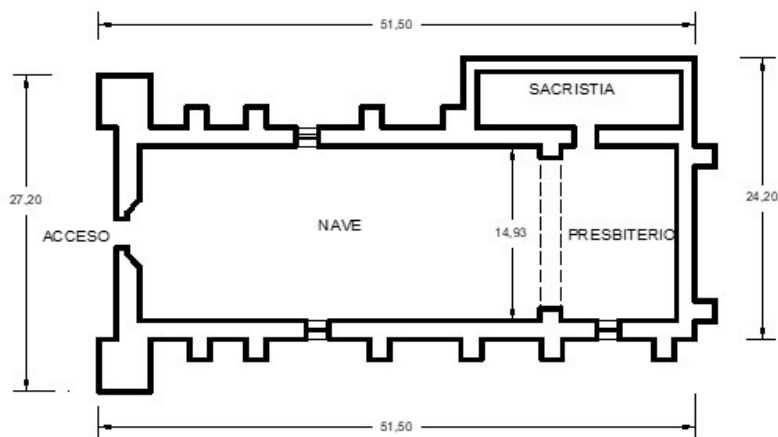 51,50
SACRISTIA
27,20
24,20
NAVE
ACCESO
14,93
PRESBITERIO
51,50